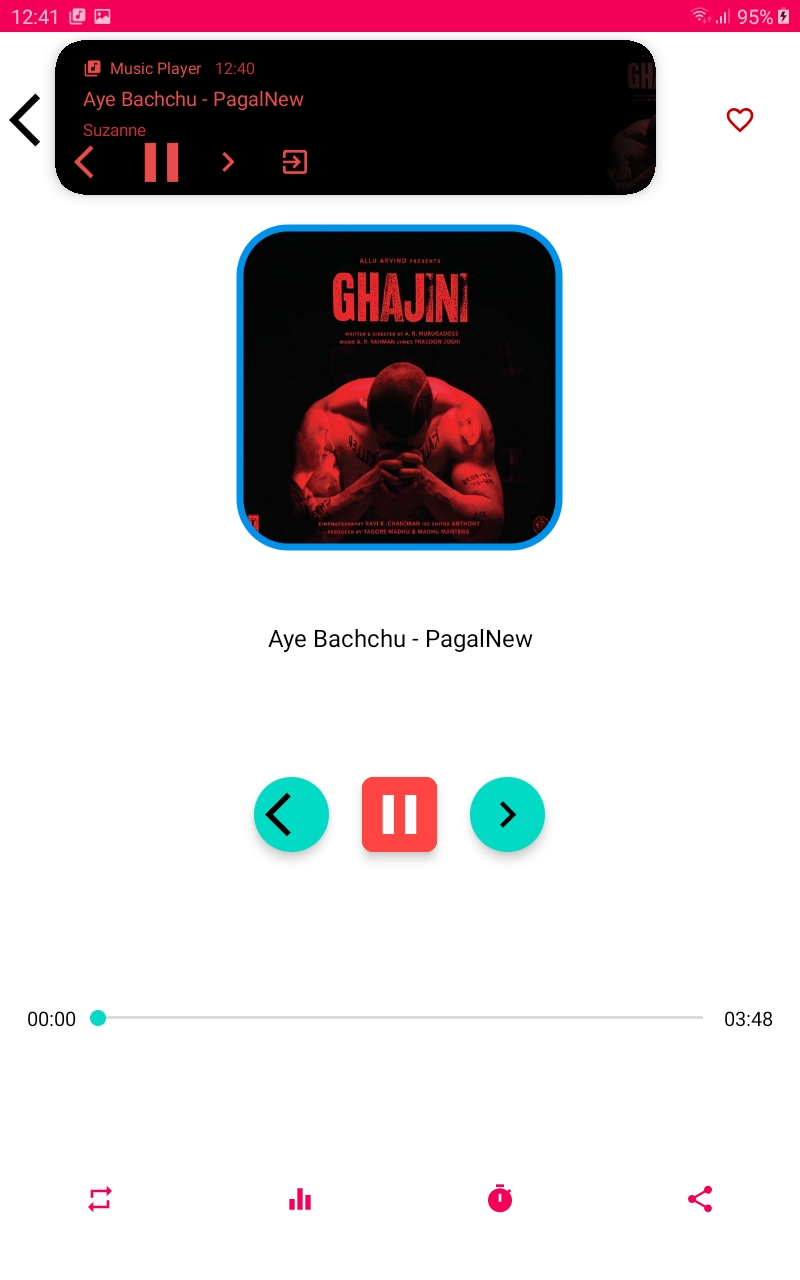 12:41
95%
Music Player 12:40
Aye Bachchu - PagalNew
Suzanne
GH
ALLU ARVIND PRESENTS
GHAJINI
WRITTEN & DIRECTED BY A. R. MURUGADOSS
MUSIC A. R. RAHMAN LYRICS PRASOON JOSHI
CINEMATOGRAPHY RAVI K. CHANDRAN ISC EDITOR ANTHONY
PRODUCED BY TAGORE MADHU & MADHU MANTENA
Aye Bachchu - PagalNew
00:00
03:48